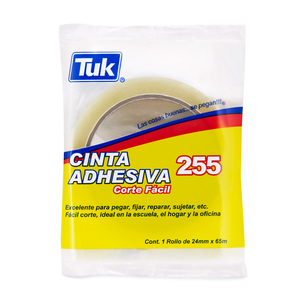 Tuk®
Las cosas buenas... se pegan!!!
CINTA
ADHESIVA 255
Corte Fácil
Excelente para pegar, fijar, reparar, sujetar, etc.
Fácil corte, ideal en la escuela, el hogar y la oficina
Cont. 1 Rollo de 24mm x 65m